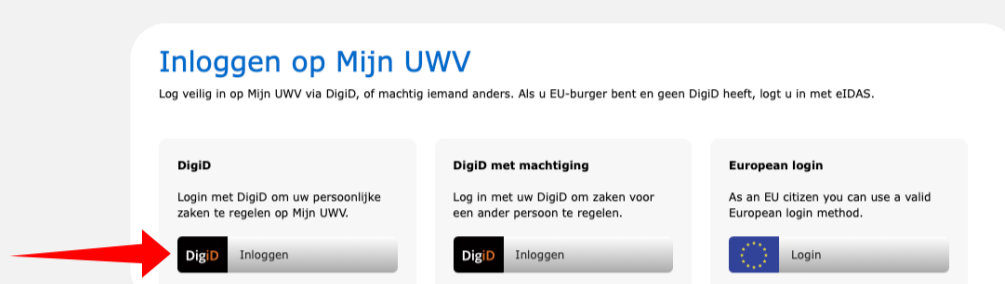 Inloggen op Mijn UWV
Log veilig in op Mijn UWV via DigiD, of machtig iemand anders. Als u EU-burger bent en geen DigiD heeft, logt u in met eIDAS.
DigiD
Login met DigiD om uw persoonlijke
zaken te regelen op Mijn UWV.
DigiD Inloggen
DigiD met machtiging
Log in met uw DigiD om zaken voor
een ander persoon te regelen.
DigiD Inloggen
European login
As an EU citizen you can use a valid
European login method.
Login